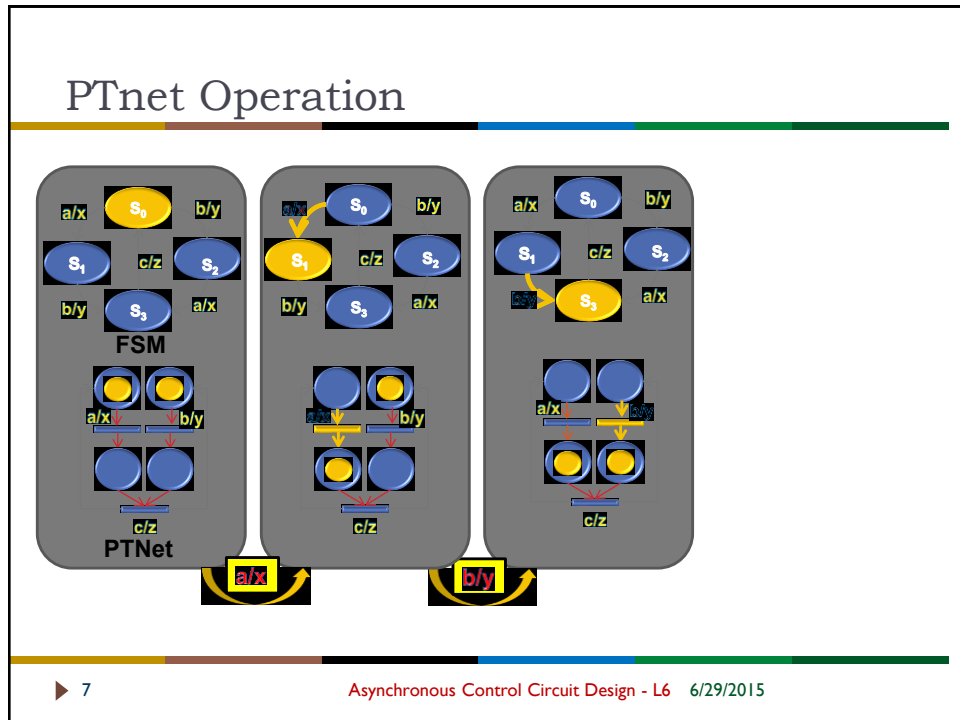 PTnet Operation
S0
a/x
b/y
S1
c/z
S2
b/y
a/x
S3
FSM
a/x
b/y
c/z
PTNet
S0
a/x
b/y
S1
c/z
S2
b/y
a/x
S3
a/x
b/y
c/z
S0
a/x
b/y
S1
c/z
S2
b/y
a/x
S3
a/x
b/y
c/z
a/x
b/y
7
Asynchronous Control Circuit Design - L6 6/29/2015